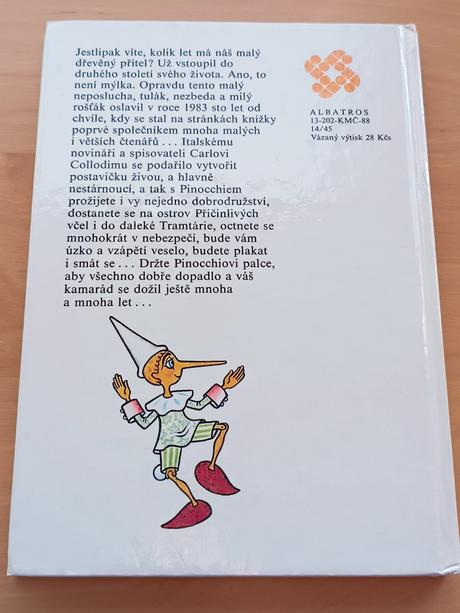 Jestlipak víte, kolik let má náš malý
dřevěný přítel? Už vstoupil do
druhého století svého života. Ano, to
není mýlka. Opravdu tento malý
neposlucha, tulák, nezbeda a milý
rošťák oslavil v roce 1983 sto let od
chvíle, kdy se stal na stránkách knížky
poprvé společníkem mnoha malých
i větších čtenářů . . . Italskému
novináři a spisovateli Carlovi
Collodimu se podařilo vytvořit
postavičku živou, a hlavně
nestárnoucí, a tak s Pinocchiem
prožijete i vy nejedno dobrodružství,
dostanete se na ostrov Přičinlivých
včel i do daleké Tramtárie, octnete se
mnohokrát v nebezpečí, bude vám
úzko a vzápětí veselo, budete plakat
i smát se . . . Držte Pinocchiovi palce,
aby všechno dobře dopadlo a váš
kamarád se dožil ještě mnoha
a mnoha let . . .
ALBATROS
13-202-KMČ-88
14/45
Vázaný výtisk 28 Kčs